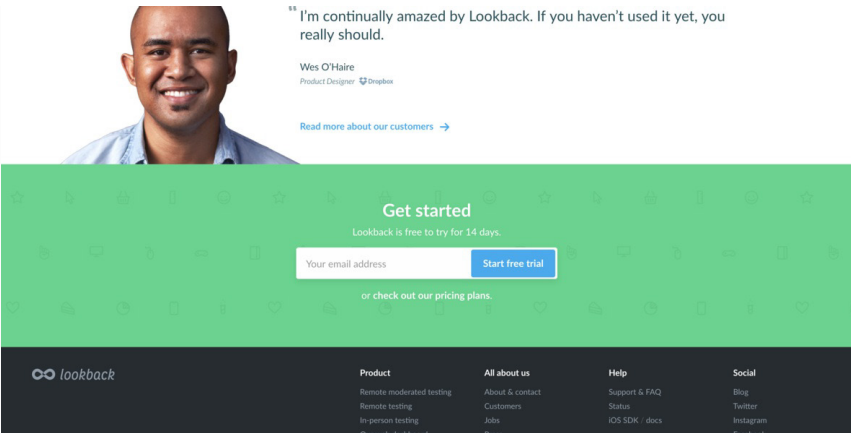 “ I’m continually amazed by Lookback. If you haven’t used it yet, you
really should.
Wes O’Haire
Product Designer Dropbox
Read more about our customers →
Get started
Lookback is free to try for 14 days.
Your email address
Start free trial
or check out our pricing plans.
lookback
Product
Remote moderated testing
Remote testing
In-person testing
All about us
About & contact
Customers
Jobs
Help
Support & FAQ
Status
iOS SDK / docs
Social
Blog
Twitter
Instagram